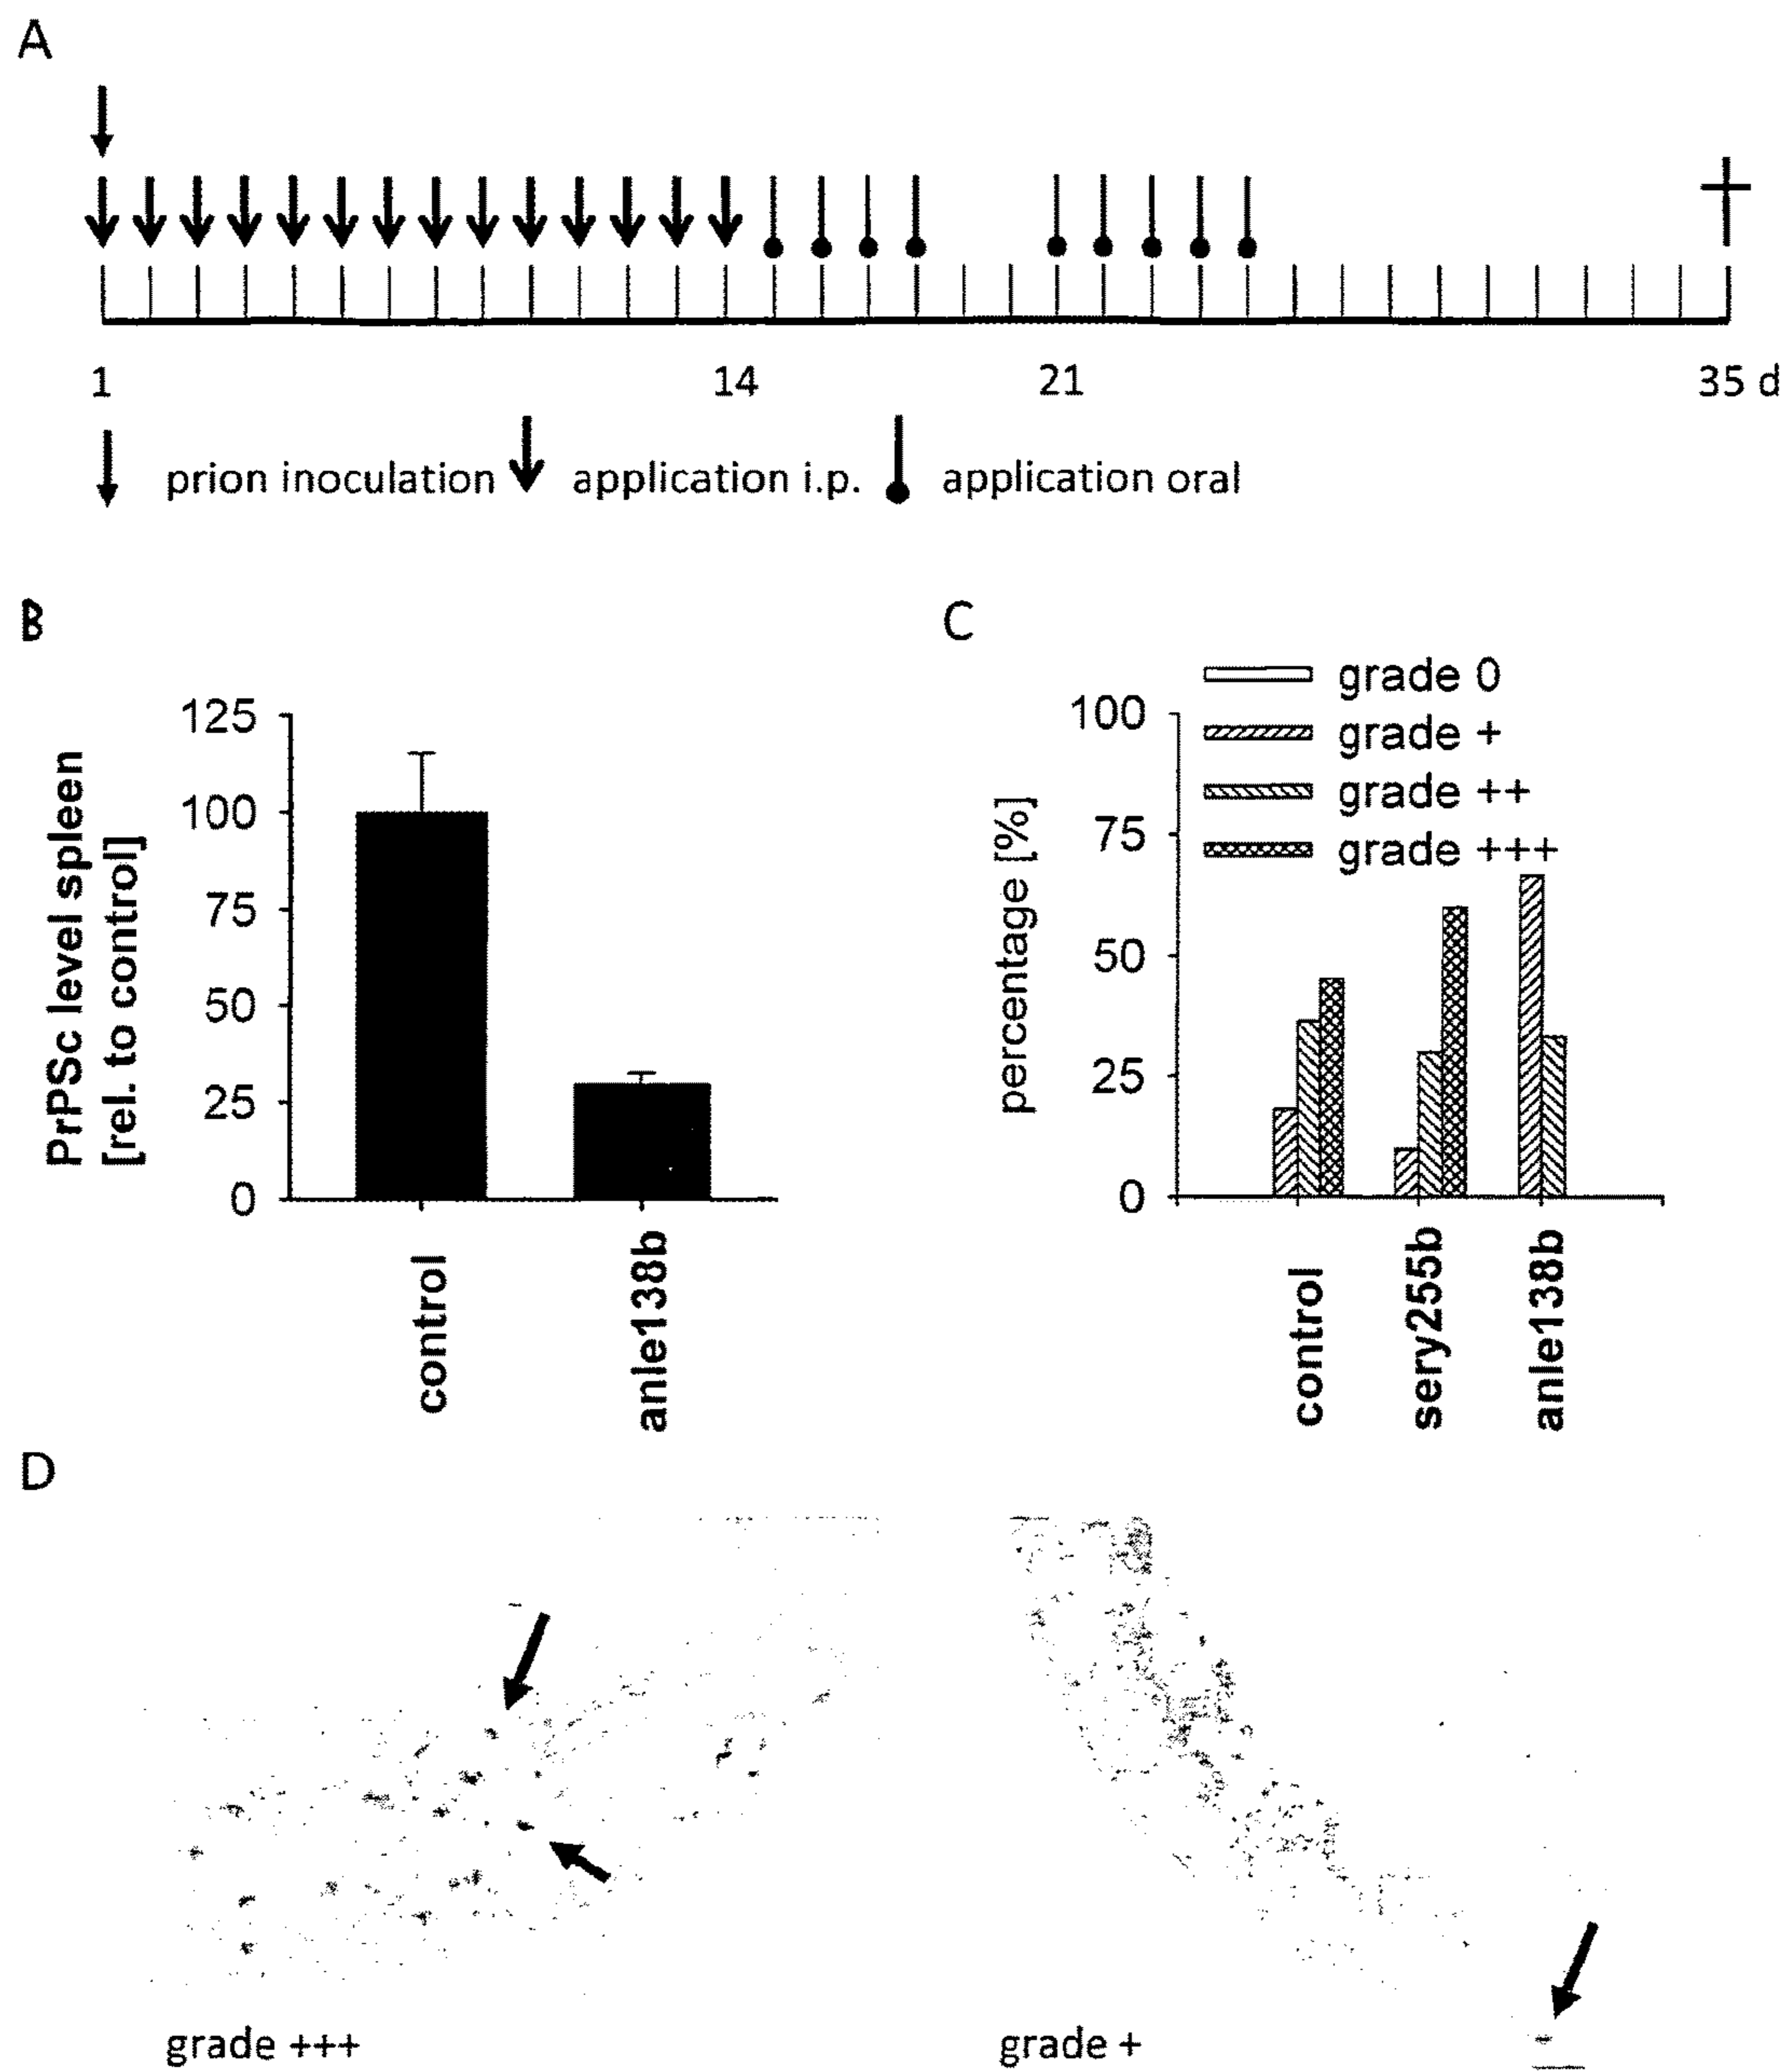 A
1 14 21 35 d
prion inoculation application i.p. application oral
B
125
100
75
50
25
0
PrPSc level spleen
[rel. to control]
control
anle138b
C
grade 0
grade +
grade ++
grade +++
100
75
50
25
0
percentage [%]
control
sery255b
anle138b
D
grade +++
grade +